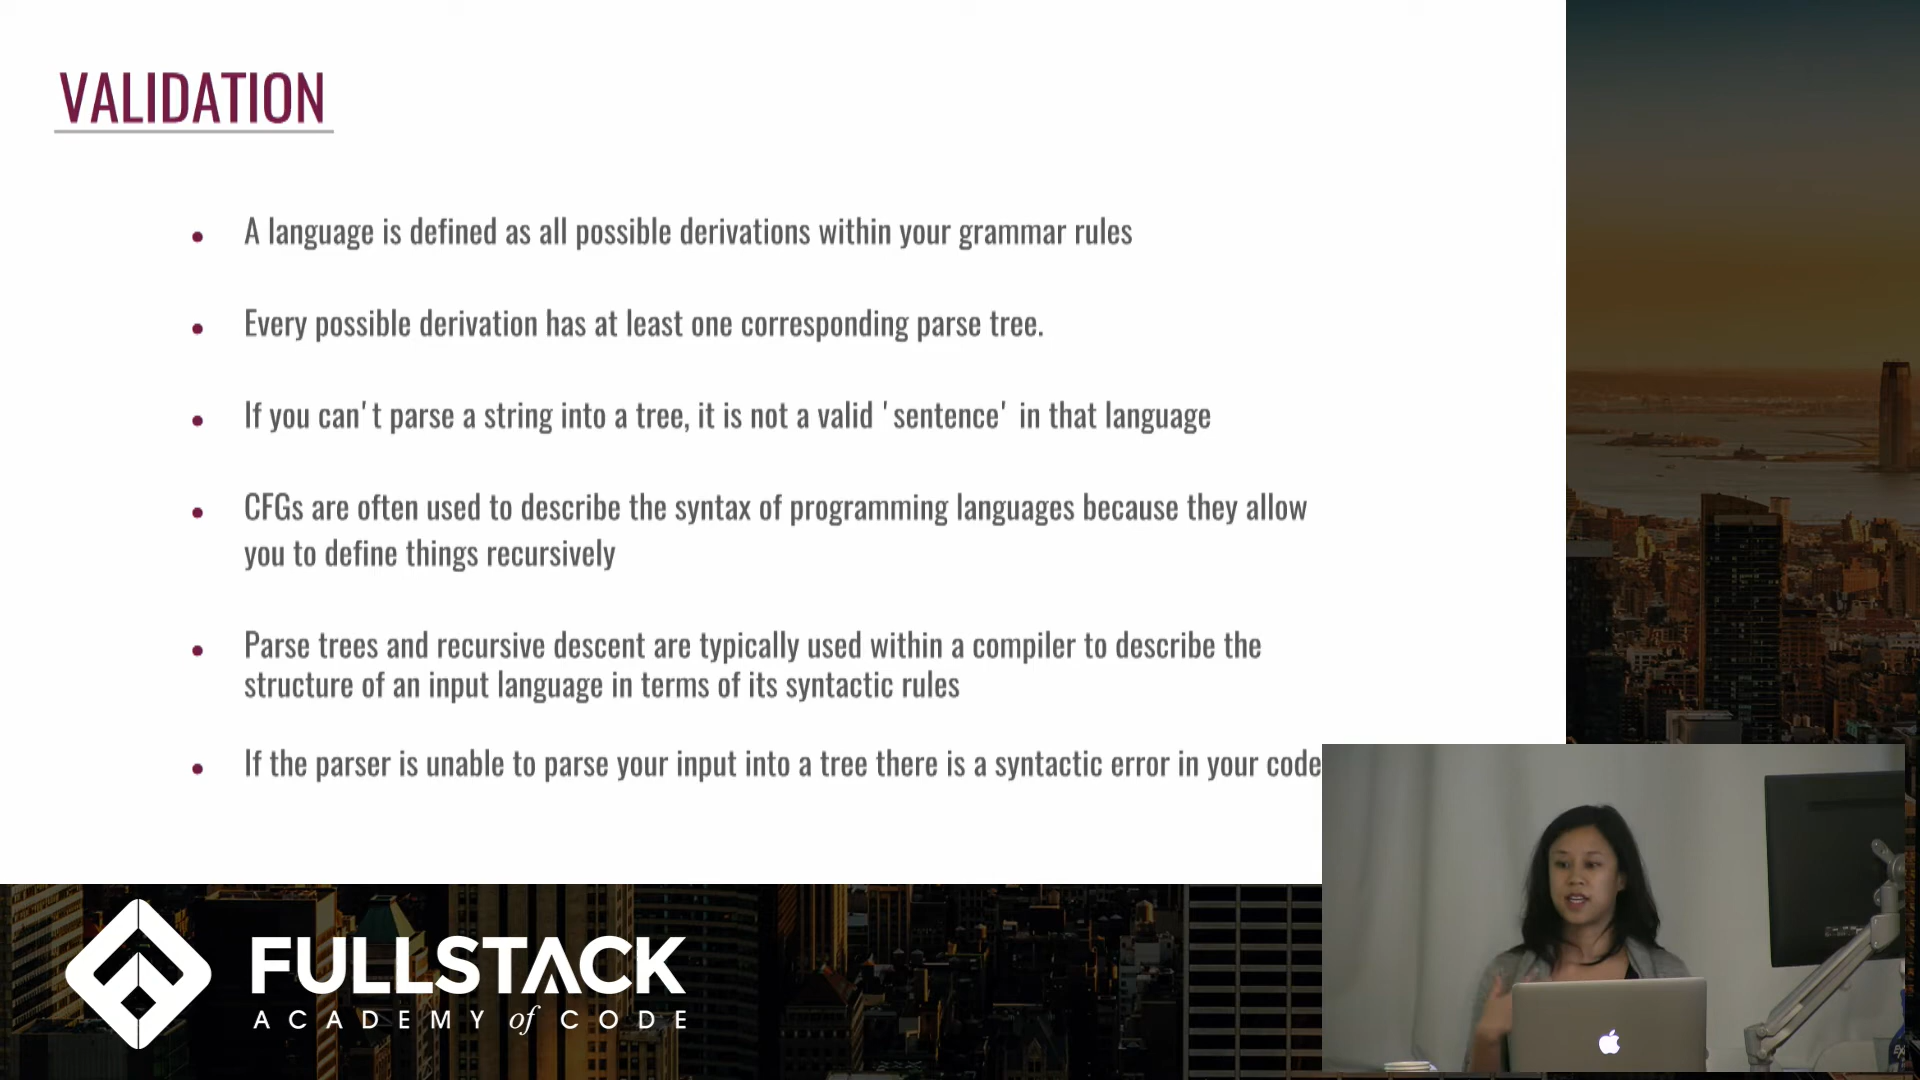 VALIDATION
A language is defined as all possible derivations within your grammar rules
Every possible derivation has at least one corresponding parse tree.
If you can't parse a string into a tree, it is not a valid 'sentence' in that language
CFGs are often used to describe the syntax of programming languages because they allow
you to define things recursively
Parse trees and recursive descent are typically used within a compiler to describe the
structure of an input language in terms of its syntactic rules
If the parser is unable to parse your input into a tree there is a syntactic error in your code
FULLSTACK
ACADEMY of CODE